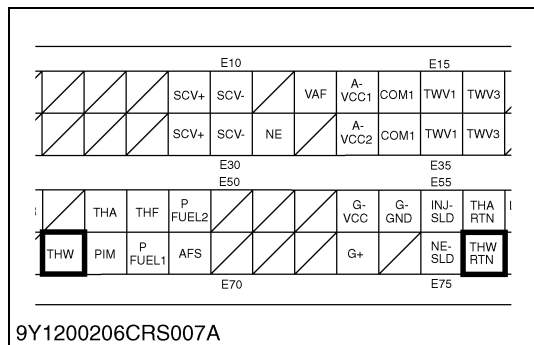 E10 E15
SCV+ SCV- VAF A-VCC1 COM1 TWV1 TWV3
SCV+ SCV- NE A-VCC2 COM1 TWV1 TWV3
E30 E35
E50 E55
THA THF P FUEL2 G-VCC G-GND INJ-SLD THA RTN
THW PIM P FUEL1 AFS G+ NE-SLD THW RTN
E70 E75
9Y1200206CRS007A